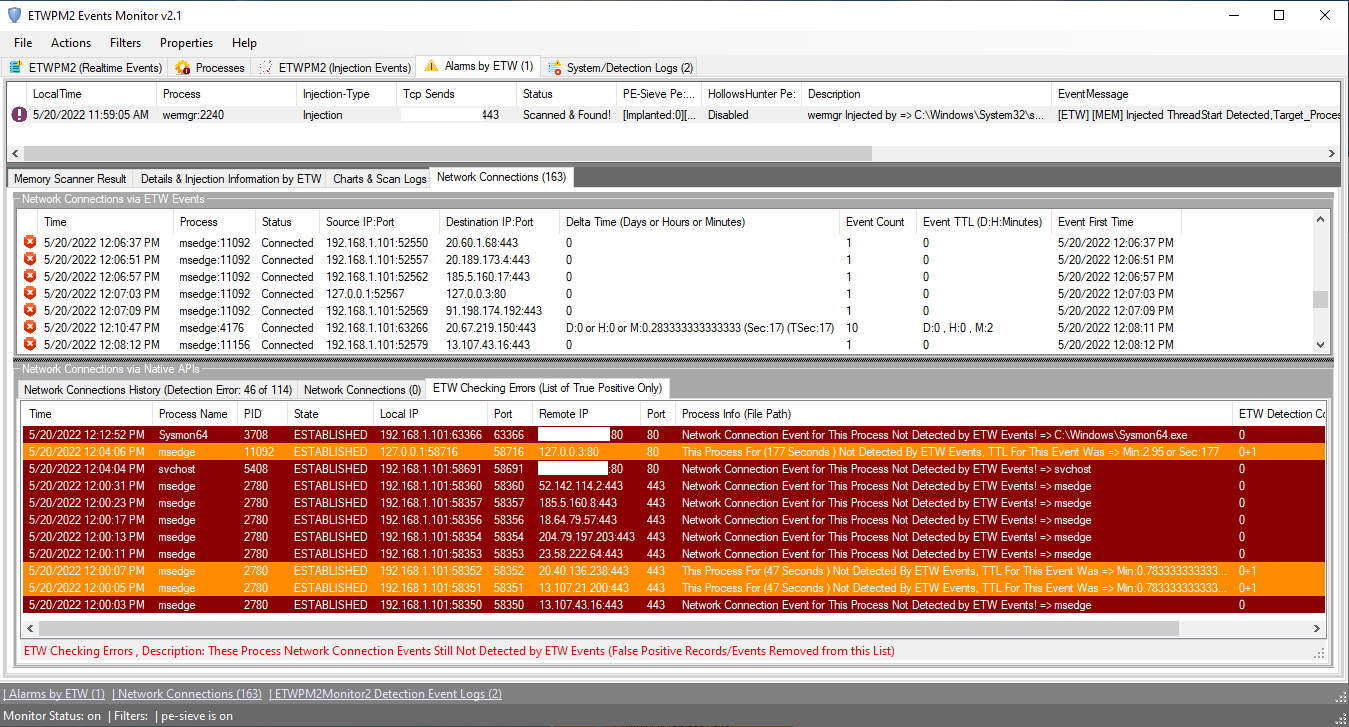 ETWPM2 Events Monitor v2.1
File Actions Filters Properties Help
ETWPM2 (Realtime Events) Processes ETWPM2 (Injection Events) Alarms by ETW (1) System/Detection Logs (2)
LocalTime Process Injection-Type Tcp Sends Status PE-Sieve Pe:... HollowsHunter Pe: Description EventMessage
5/20/2022 11:59:05 AM wermgr:2240 Injection 443 Scanned & Found! [Implanted:0][... Disabled wermgr Injected by => C:\Windows\System32\s... [ETW] [MEM] Injected ThreadStart Detected,Target_Proces
Memory Scanner Result Details & Injection Information by ETW Charts & Scan Logs Network Connections (163)
Network Connections via ETW Events
Time Process Status Source IP:Port Destination IP:Port Delta Time (Days or Hours or Minutes) Event Count Event TTL (D:H:Minutes) Event First Time
5/20/2022 12:06:37 PM msedge:11092 Connected 192.168.1.101:52550 20.60.1.68:443 0 1 0 5/20/2022 12:06:37 PM
5/20/2022 12:06:51 PM msedge:11092 Connected 192.168.1.101:52557 20.189.173.4:443 0 1 0 5/20/2022 12:06:51 PM
5/20/2022 12:06:57 PM msedge:11092 Connected 192.168.1.101:52562 185.5.160.17:443 0 1 0 5/20/2022 12:06:57 PM
5/20/2022 12:07:03 PM msedge:11092 Connected 127.0.0.1:52567 127.0.0.3:80 0 1 0 5/20/2022 12:07:03 PM
5/20/2022 12:07:09 PM msedge:11092 Connected 192.168.1.101:52569 91.198.174.192:443 0 1 0 5/20/2022 12:07:09 PM
5/20/2022 12:10:47 PM msedge:4176 Connected 192.168.1.101:63266 20.67.219.150:443 D:0 or H:0 or M:0.283333333333333 (Sec:17) (TSec:17) 10 D:0 , H:0 , M:2 5/20/2022 12:08:11 PM
5/20/2022 12:08:12 PM msedge:11156 Connected 192.168.1.101:52579 13.107.43.16:443 0 1 0 5/20/2022 12:08:12 PM
Network Connections via Native APIs
Network Connections History (Detection Error: 46 of 114) Network Connections (0) ETW Checking Errors (List of True Positive Only)
Time Process Name PID State Local IP Port Remote IP Port Process Info (File Path) ETW Detection Co
5/20/2022 12:12:52 PM Sysmon64 3708 ESTABLISHED 192.168.1.101:63366 63366 80 80 Network Connection Event for This Process Not Detected by ETW Events! => C:\Windows\Sysmon64.exe 0
5/20/2022 12:04:06 PM msedge 11092 ESTABLISHED 127.0.0.1:58716 58716 127.0.0.3:80 80 This Process For (177 Seconds ) Not Detected By ETW Events, TTL For This Event Was => Min:2.95 or Sec:177 0+1
5/20/2022 12:04:04 PM svchost 5408 ESTABLISHED 192.168.1.101:58691 58691 :80 80 Network Connection Event for This Process Not Detected by ETW Events! => svchost 0
5/20/2022 12:00:31 PM msedge 2780 ESTABLISHED 192.168.1.101:58360 58360 52.142.114.2:443 443 Network Connection Event for This Process Not Detected by ETW Events! => msedge 0
5/20/2022 12:00:23 PM msedge 2780 ESTABLISHED 192.168.1.101:58357 58357 185.5.160.8:443 443 Network Connection Event for This Process Not Detected by ETW Events! => msedge 0
5/20/2022 12:00:17 PM msedge 2780 ESTABLISHED 192.168.1.101:58356 58356 18.64.79.57:443 443 Network Connection Event for This Process Not Detected by ETW Events! => msedge 0
5/20/2022 12:00:13 PM msedge 2780 ESTABLISHED 192.168.1.101:58354 58354 204.79.197.203:443 443 Network Connection Event for This Process Not Detected by ETW Events! => msedge 0
5/20/2022 12:00:11 PM msedge 2780 ESTABLISHED 192.168.1.101:58353 58353 23.58.222.64:443 443 Network Connection Event for This Process Not Detected by ETW Events! => msedge 0
5/20/2022 12:00:07 PM msedge 2780 ESTABLISHED 192.168.1.101:58352 58352 20.40.136.238:443 443 This Process For (47 Seconds ) Not Detected By ETW Events, TTL For This Event Was => Min:0.783333333333... 0+1
5/20/2022 12:00:05 PM msedge 2780 ESTABLISHED 192.168.1.101:58351 58351 13.107.21.200:443 443 This Process For (47 Seconds ) Not Detected By ETW Events, TTL For This Event Was => Min:0.783333333333... 0+1
5/20/2022 12:00:03 PM msedge 2780 ESTABLISHED 192.168.1.101:58350 58350 13.107.43.16:443 443 Network Connection Event for This Process Not Detected by ETW Events! => msedge 0
ETW Checking Errors , Description: These Process Network Connection Events Still Not Detected by ETW Events (False Positive Records/Events Removed from this List)
| Alarms by ETW (1) | Network Connections (163) | ETWPM2Monitor2 Detection Event Logs (2)
Monitor Status: on | Filters: | pe-sieve is on